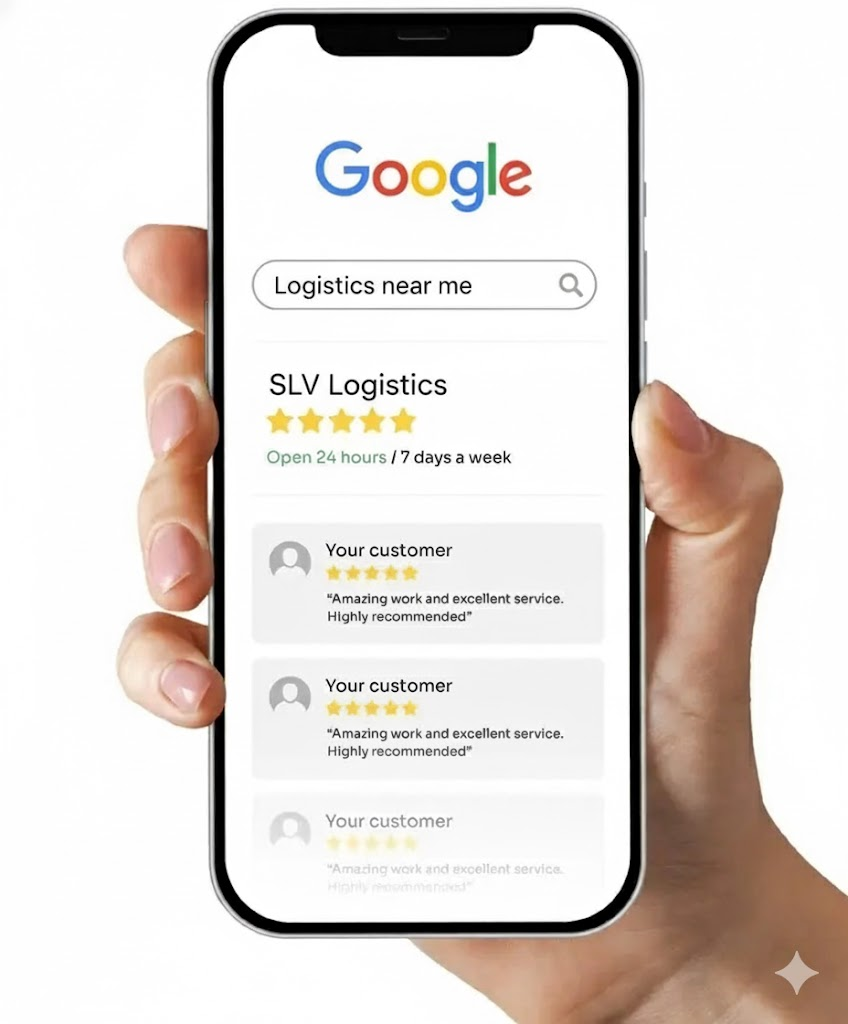 Google
Logistics near me
SLV Logistics
Open 24 hours / 7 days a week
Your customer
“Amazing work and excellent service.
Highly recommended”
Your customer
“Amazing work and excellent service.
Highly recommended”
Your customer
“Amazing work and excellent service.
Highly recommended”